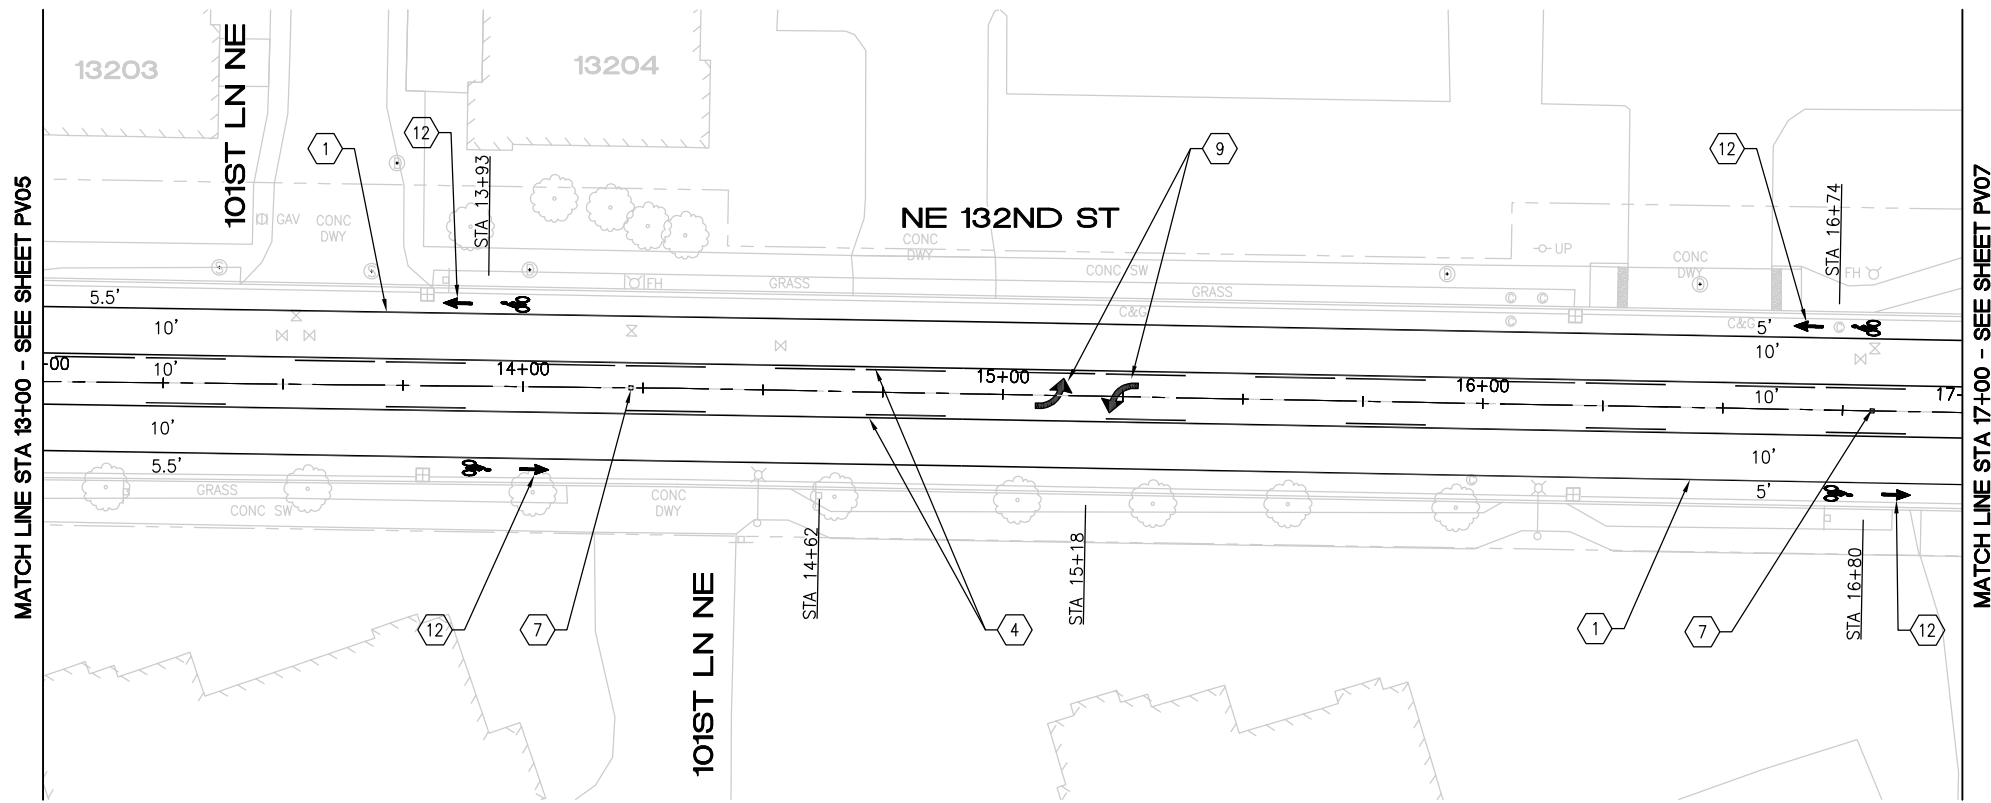 13203
13204
101ST LN NE
1
12
STA 13+93
9
12
STA 16+74
GAV
CONC
DWY
NE 132ND ST
CONC
DWY
UP
CONC
DWY
CONC SW
FH
GRASS
GRASS
FH
C&G
C&G
5.5'
10'
5'
10'
-00
10'
14+00
15+00
16+00
10'
17-
10'
10'
5.5'
5'
GRASS
CONC SW
CONC
DWY
STA 14+62
STA 15+18
STA 16+80
101ST LN NE
12
7
4
1
7
12
MATCH LINE STA 13+00 - SEE SHEET PV05
MATCH LINE STA 17+00 - SEE SHEET PV07